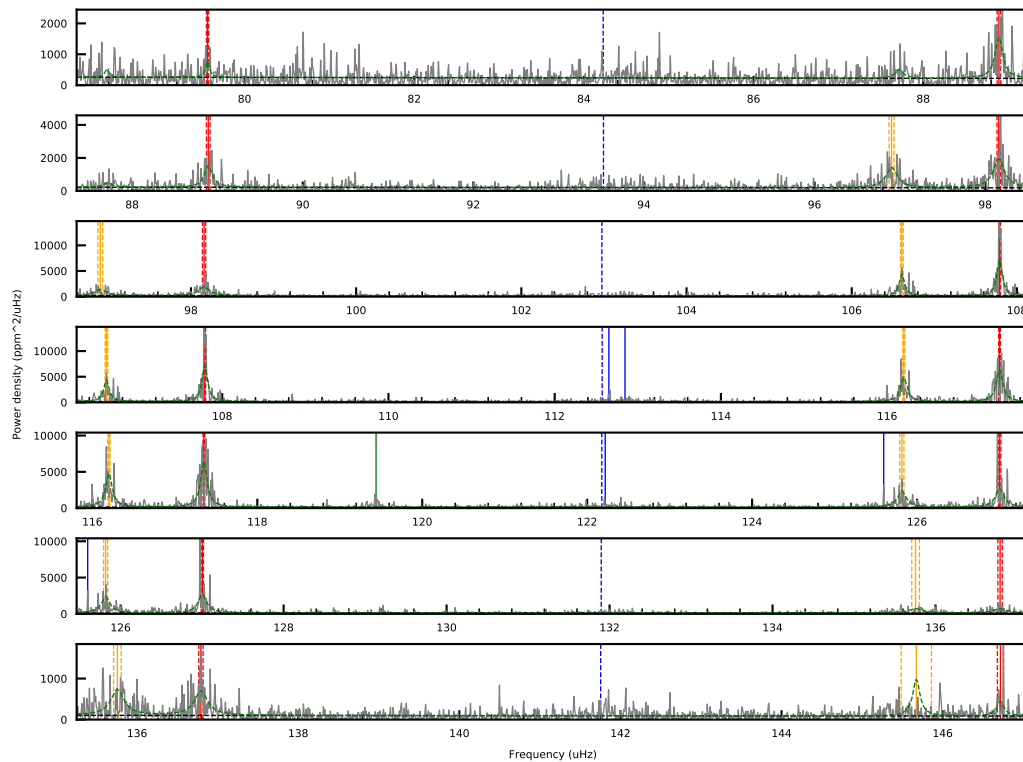 2000
1000
0
80 82 84 86 88
4000
2000
0
88 90 92 94 96 98
10000
5000
0
98 100 102 104 106 108
10000
5000
0
108 110 112 114 116
10000
5000
0
116 118 120 122 124 126
10000
5000
0
126 128 130 132 134 136
1000
0
136 138 140 142 144 146
Power density (ppm^2/uHz)
Frequency (uHz)